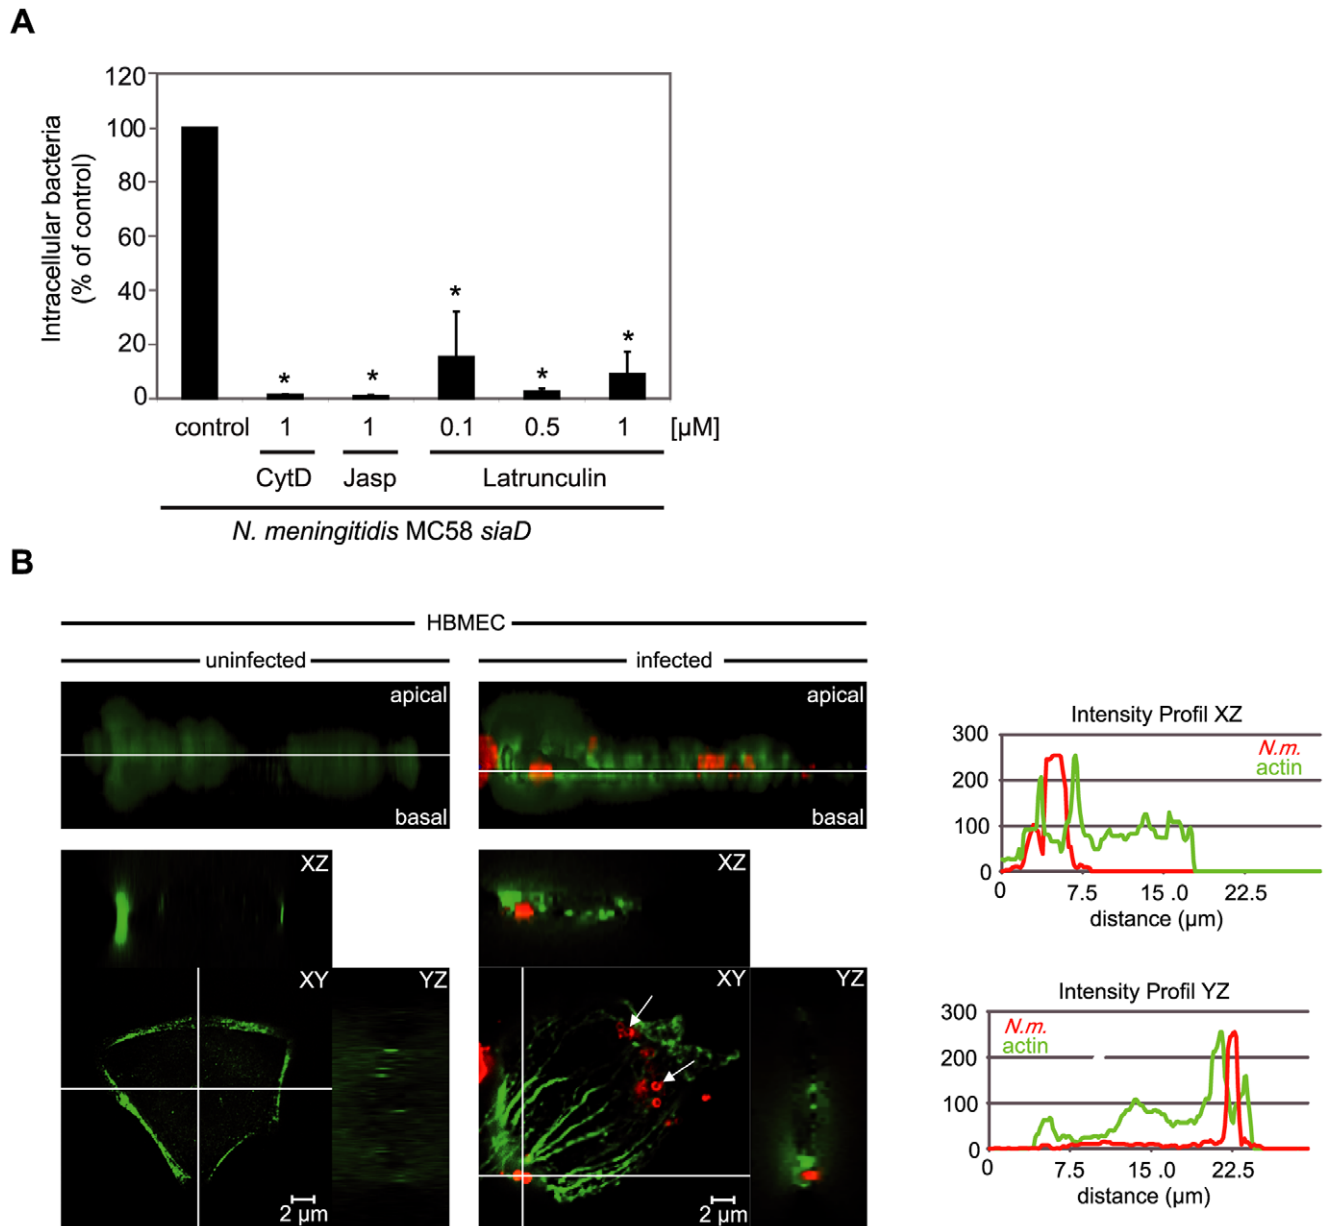 A
120
100
80
60
40
20
0
Intracellular bacteria
(% of control)
*
*
*
*
*
control 1 1 0.1 0.5 1 [µM]
CytD Jasp Latrunculin
N. meningitidis MC58 siaD
B
HBMEC
uninfected infected
apical
basal
apical
basal
XZ
XY
YZ
2 µm
XZ
XY
YZ
2 µm
Intensity Profil XZ
300
200
100
0
N.m.
actin
0 7.5 15 .0 22.5
distance (µm)
Intensity Profil YZ
300
200
100
0
N.m.
actin
0 7.5 15 .0 22.5
distance (µm)